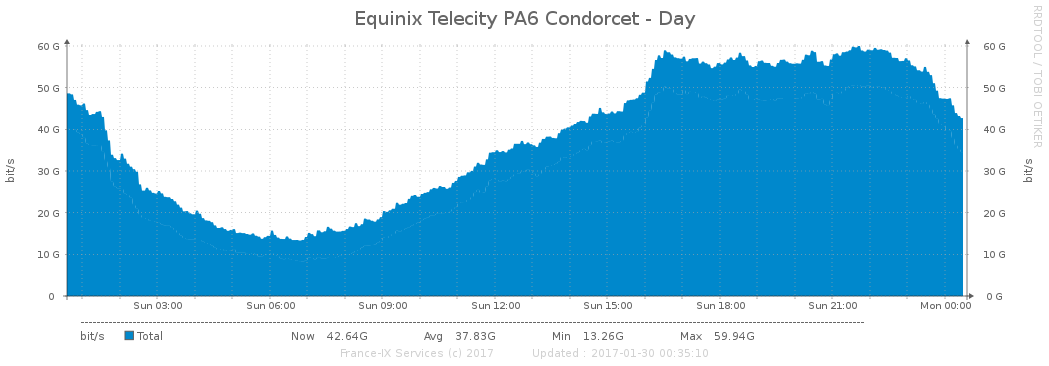 Equinix Telecity PA6 Condorcet - Day
RRDTOOL / TOBI OETIKER
bit/s
60 G
50 G
40 G
30 G
20 G
10 G
0
60 G
50 G
40 G
30 G
20 G
10 G
0 G
bit/s
Sun 03:00 Sun 06:00 Sun 09:00 Sun 12:00 Sun 15:00 Sun 18:00 Sun 21:00 Mon 00:00
bit/s Total Now 42.64G Avg 37.83G Min 13.26G Max 59.94G
France-IX Services (c) 2017 Updated : 2017-01-30 00:35:10